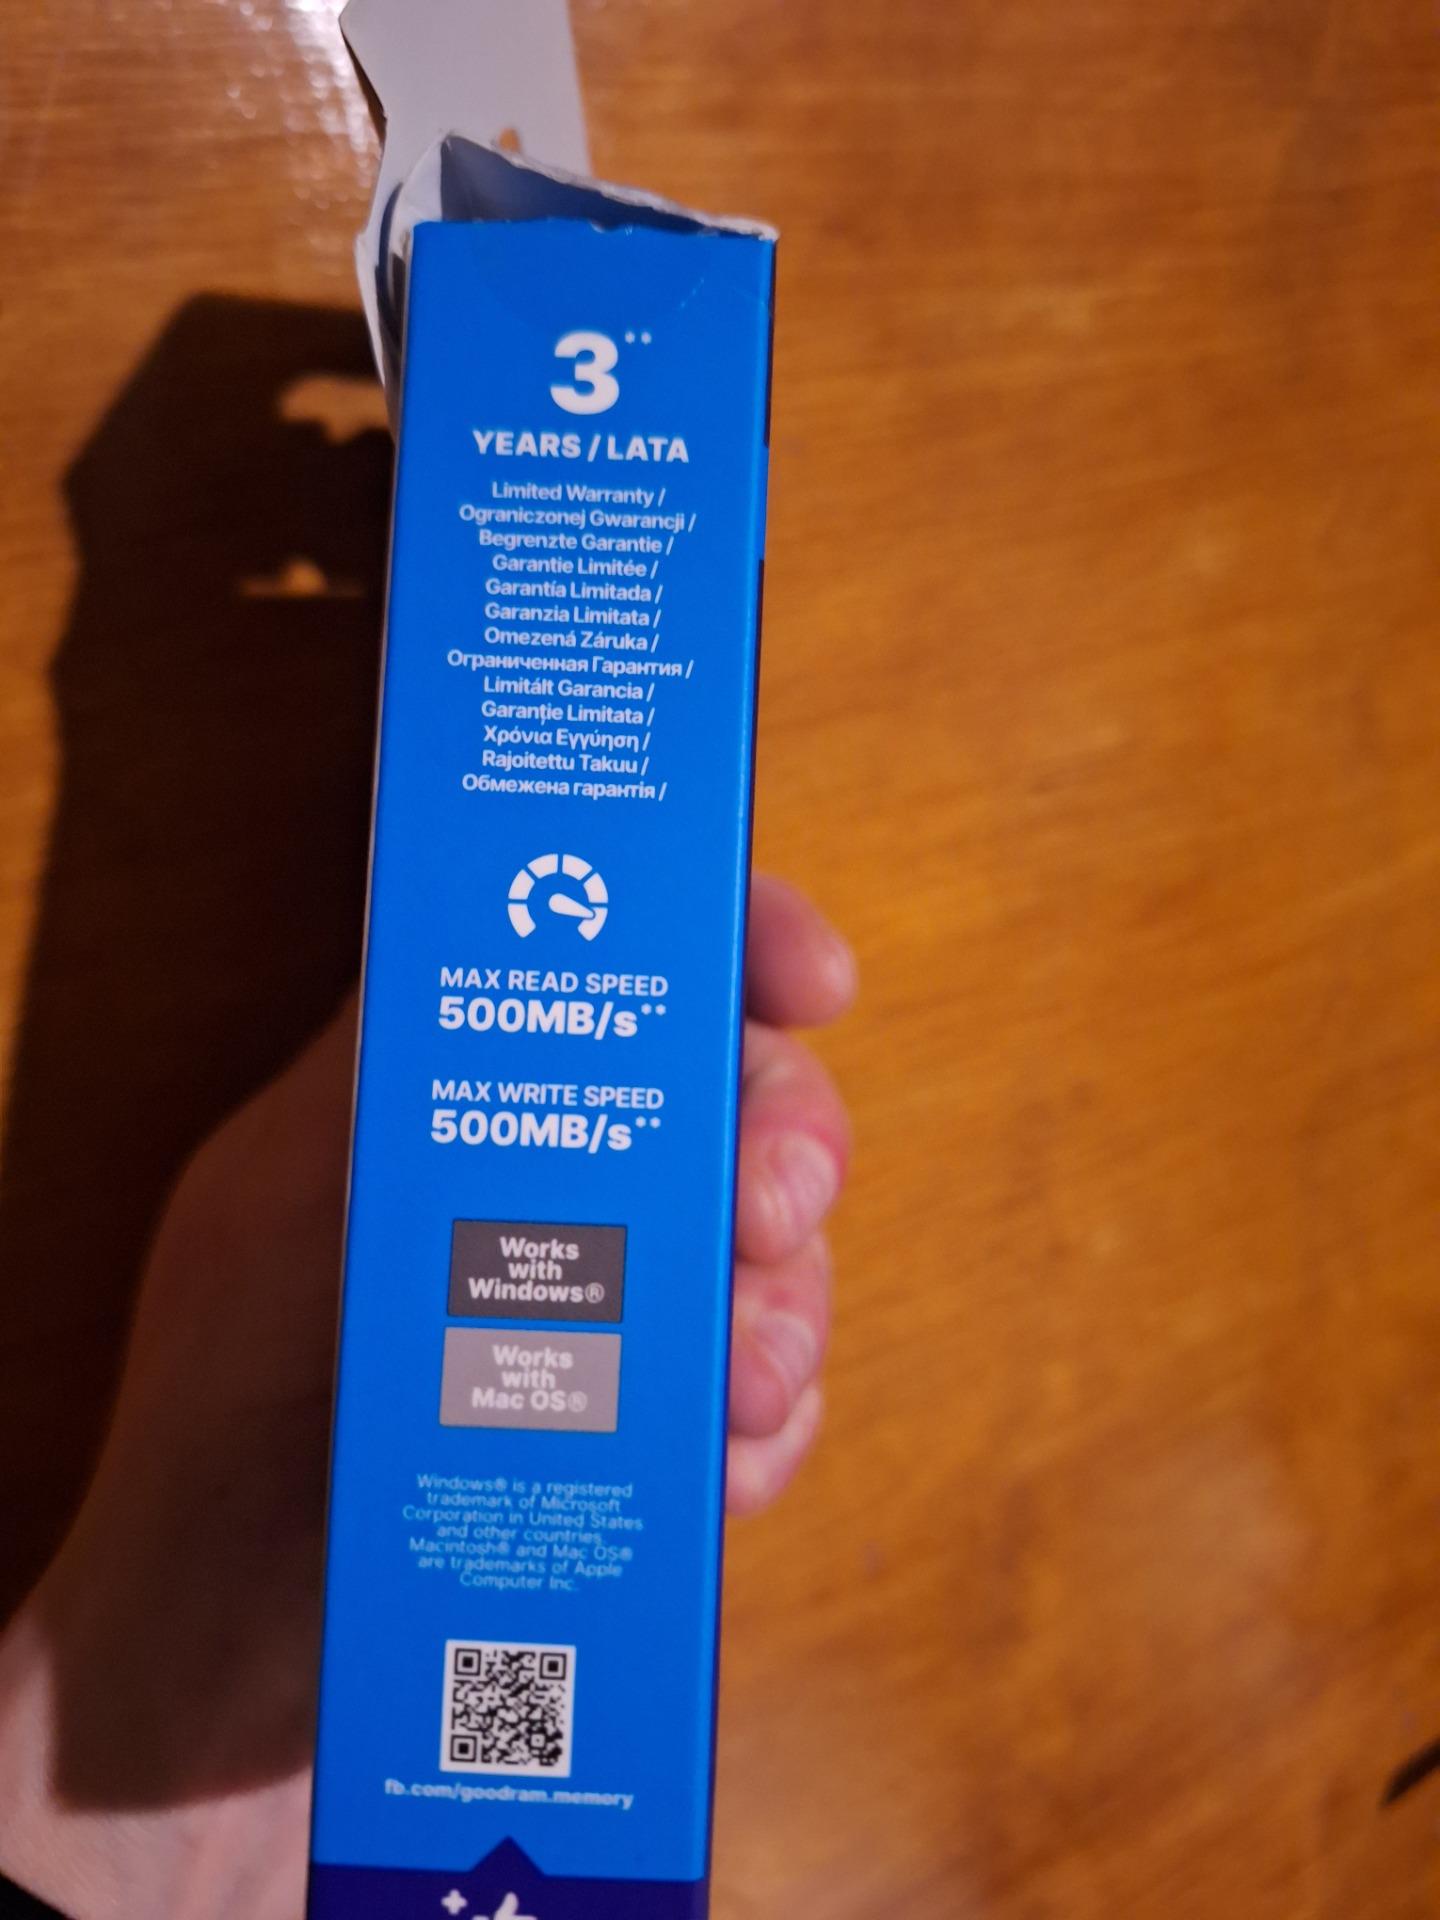 3**
YEARS / LATA
Limited Warranty /
Ograniczonej Gwarancji /
Begrenzte Garantie /
Garantie Limitée /
Garantía Limitada /
Garanzia Limitata /
Omezená Záruka /
Ограниченная Гарантия /
Limitált Garancia /
Garanție Limitata /
Χρόνια Εγγύηση /
Rajoitettu Takuu /
Обмежена гарантія /
MAX READ SPEED
500MB/s**
MAX WRITE SPEED
500MB/s**
Works
with
Windows®
Works
with
Mac OS®
Windows® is a registered
trademark of Microsoft
Corporation in United States
and other countries.
Macintosh® and Mac OS®
are trademarks of Apple
Computer Inc.
fb.com/goodram.memory